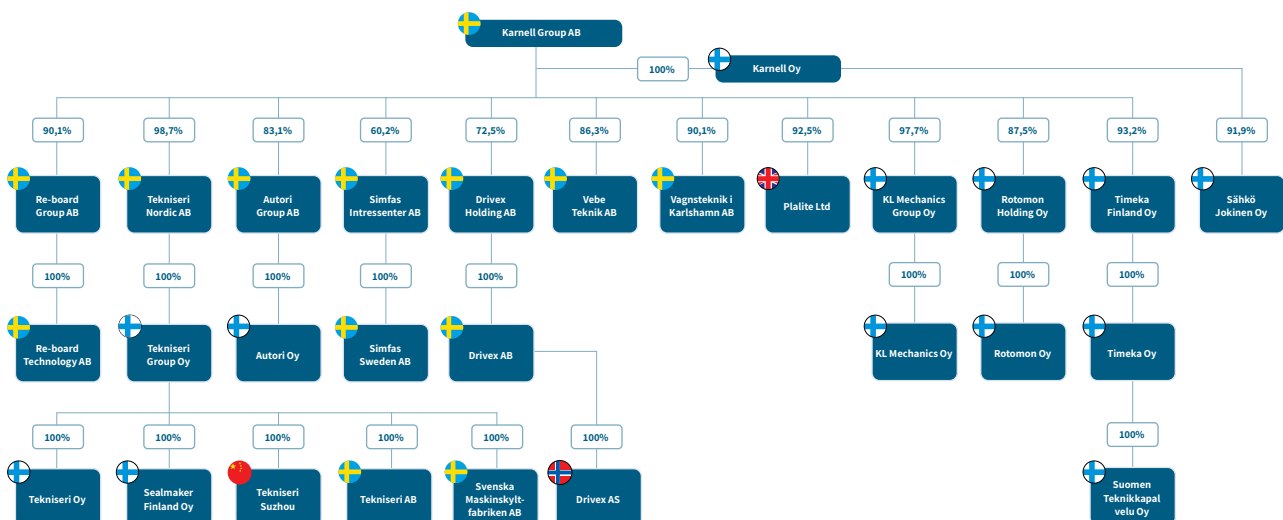 Karnell Group AB
100%
Karnell Oy
90,1%
98,7%
83,1%
60,2%
72,5%
86,3%
90,1%
92,5%
97,7%
87,5%
93,2%
91,9%
Re-board
Group AB
Tekniseri
Nordic AB
Autori
Group AB
Simfas
Intressenter AB
Drivex
Holding AB
Vebe
Teknik AB
Vagnsteknik i
Karlshamn AB
Plalite Ltd
KL Mechanics
Group Oy
Rotomon
Holding Oy
Timeka
Finland Oy
Sähkö
Jokinen Oy
100%
100%
100%
100%
100%
100%
100%
100%
Re-board
Technology AB
Tekniseri
Group Oy
Autori Oy
Simfas
Sweden AB
Drivex AB
KL Mechanics Oy
Rotomon Oy
Timeka Oy
100%
100%
100%
100%
100%
100%
100%
Tekniseri Oy
Sealmaker
Finland Oy
Tekniseri
Suzhou
Tekniseri AB
Svenska
Maskinskylt-
fabriken AB
Drivex AS
Suomen
Teknikkapal
velu Oy